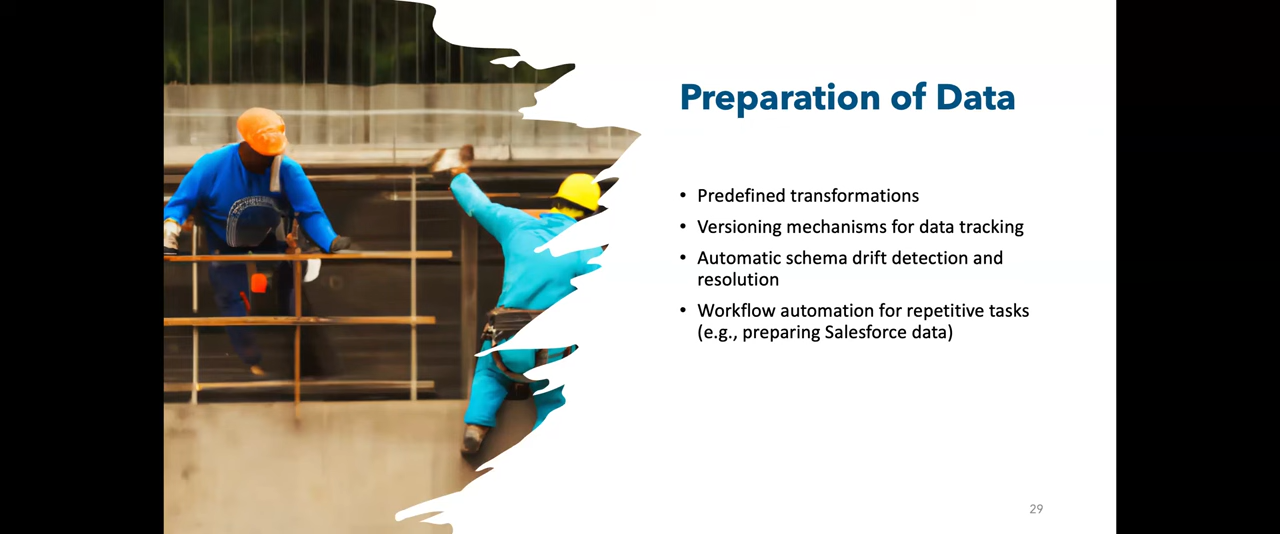 Preparation of Data
• Predefined transformations
• Versioning mechanisms for data tracking
• Automatic schema drift detection and
resolution
• Workflow automation for repetitive tasks
(e.g., preparing Salesforce data)
29